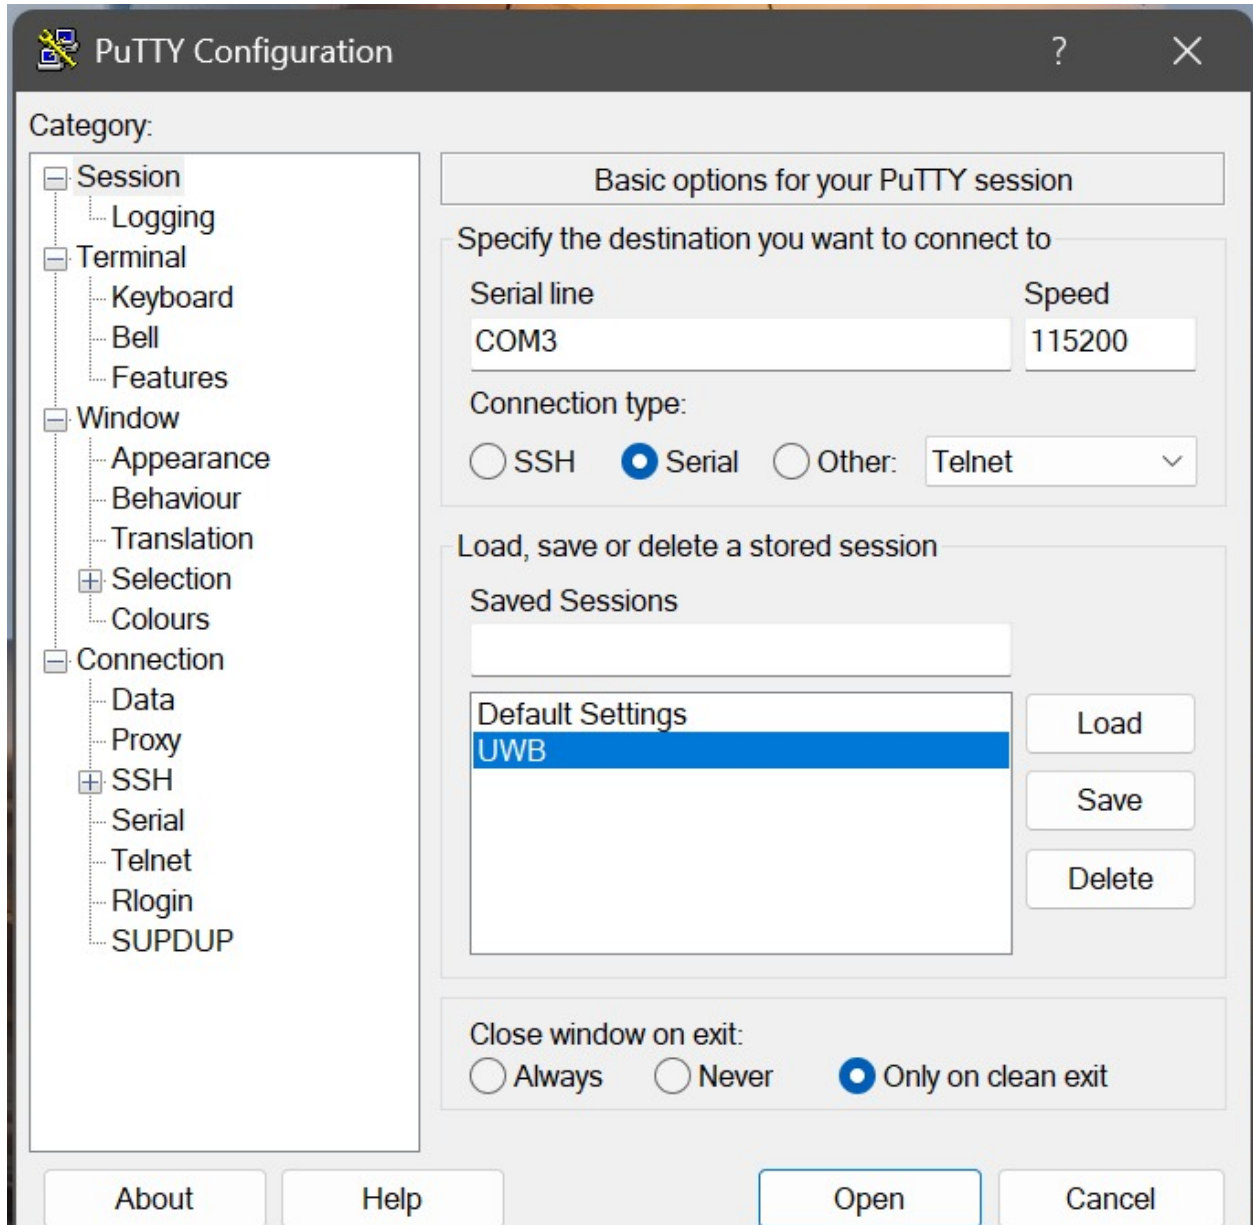 PuTTY Configuration ?
Category:
Session
Logging
Terminal
Keyboard
Bell
Features
Window
Appearance
Behaviour
Translation
Selection
Colours
Connection
Data
Proxy
SSH
Serial
Telnet
Rlogin
SUPDUP
Basic options for your PuTTY session
Specify the destination you want to connect to
Serial line Speed
COM3 115200
Connection type:
SSH Serial Other: Telnet
Load, save or delete a stored session
Saved Sessions
Default Settings
UWB
Load
Save
Delete
Close window on exit:
Always Never Only on clean exit
About Help Open Cancel